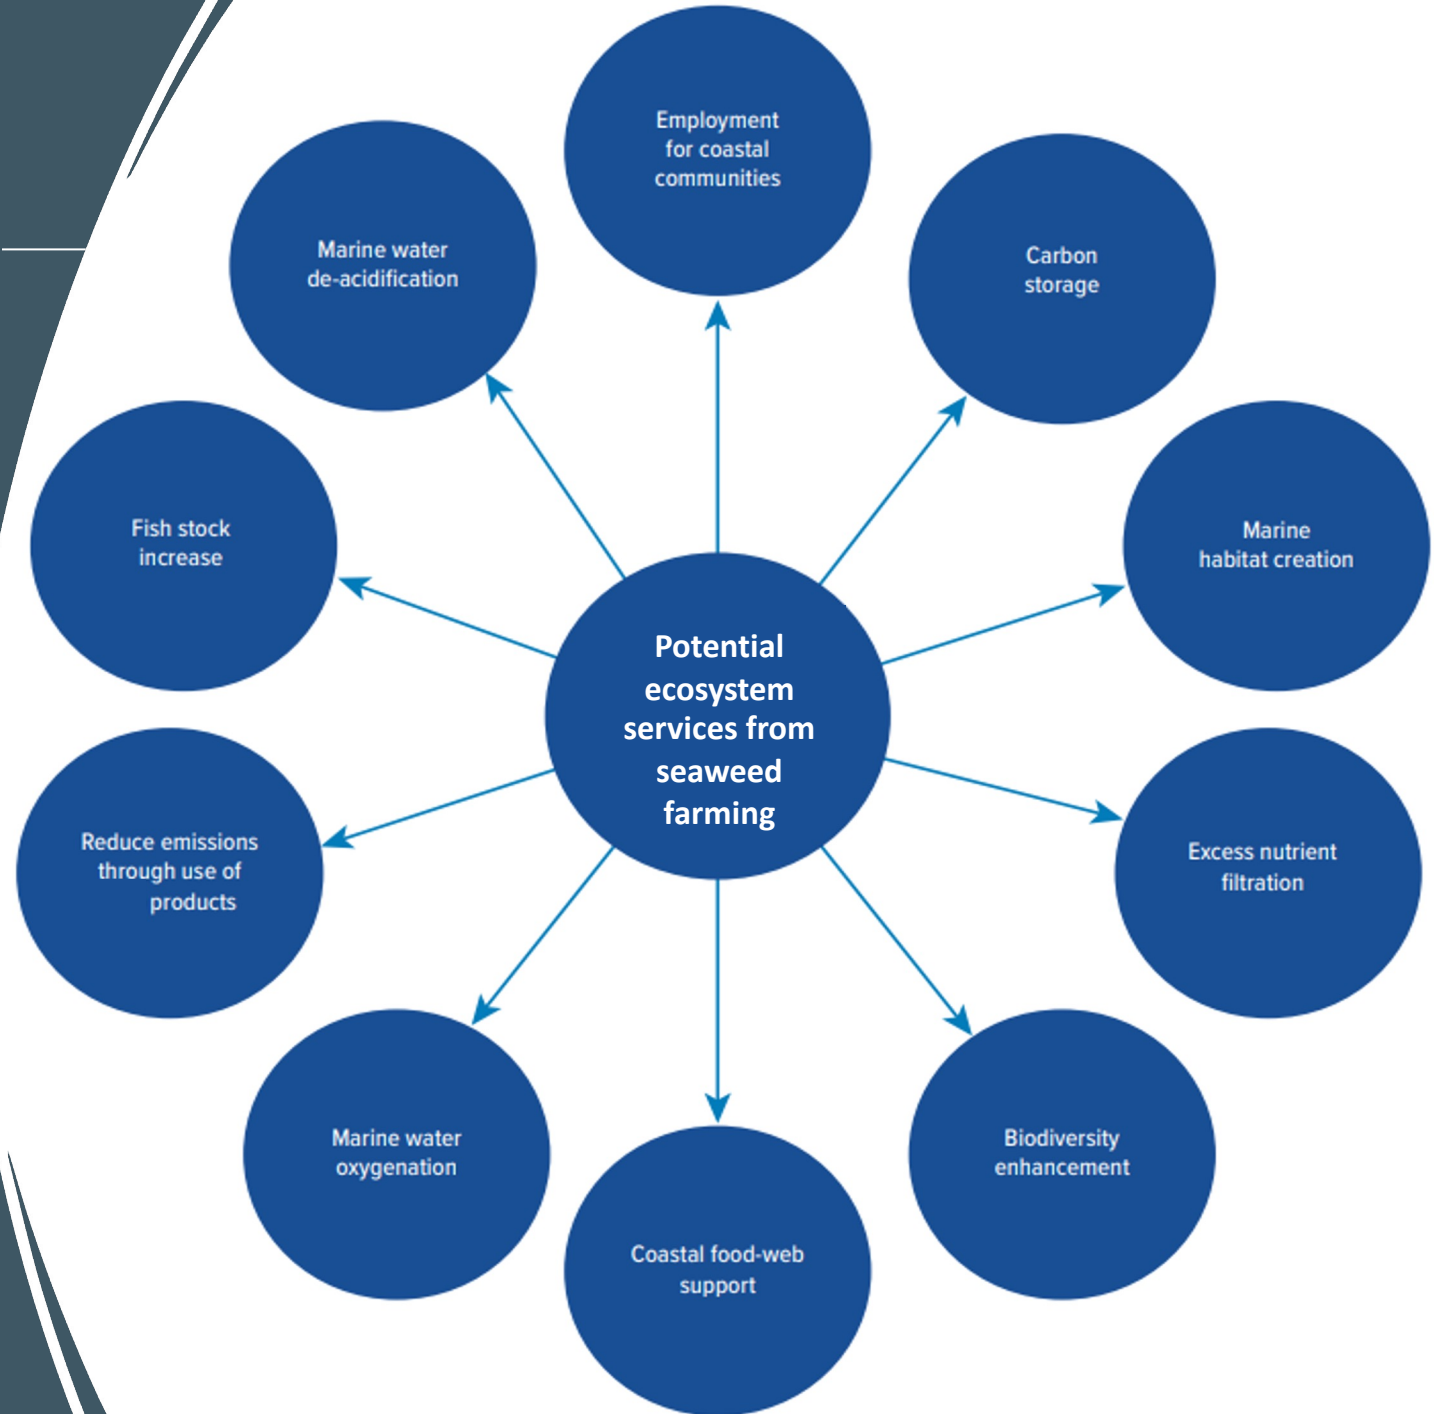 Employment
for coastal
communities
Marine water
de-acidification
Carbon
storage
Fish stock
increase
Marine
habitat creation
Potential
ecosystem
services from
seaweed
farming
Reduce emissions
through use of
products
Excess nutrient
filtration
Marine water
oxygenation
Biodiversity
enhancement
Coastal food-web
support